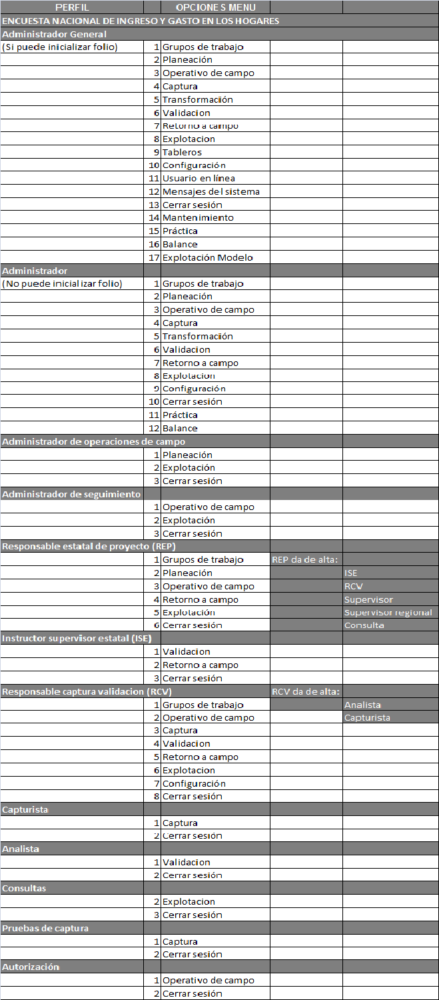 PERFIL OPCIONES MENU
ENCUESTA NACIONAL DE INGRESO Y GASTO EN LOS HOGARES
Administrador General
(Si puede inicializar folio) 1 Grupos de trabajo
2 Planeación
3 Operativo de campo
4 Captura
5 Transformación
6 Validacion
7 Retorno a campo
8 Explotacion
9 Tableros
10 Configuración
11 Usuario en línea
12 Mensajes del sistema
13 Cerrar sesión
14 Mantenimiento
15 Práctica
16 Balance
17 Explotación Modelo
Administrador
(No puede inicializar folio) 1 Grupos de trabajo
2 Planeación
3 Operativo de campo
4 Captura
5 Transformación
6 Validacion
7 Retorno a campo
8 Explotacion
9 Configuración
10 Cerrar sesión
11 Práctica
12 Balance
Administrador de operaciones de campo
1 Planeación
2 Explotación
3 Cerrar sesión
Administrador de seguimiento
1 Operativo de campo
2 Explotación
3 Cerrar sesión
Responsable estatal de proyecto (REP)
1 Grupos de trabajo REP da de alta:
2 Planeación ISE
3 Operativo de campo RCV
4 Retorno a campo Supervisor
5 Explotación Supervisor regional
6 Cerrar sesión Consulta
Instructor supervisor estatal (ISE)
1 Validacion
2 Retorno a campo
3 Cerrar sesión
Responsable captura validacion (RCV) RCV da de alta:
1 Grupos de trabajo Analista
2 Operativo de campo Capturista
3 Captura
4 Validacion
5 Retorno a campo
6 Explotacion
7 Configuración
8 Cerrar sesión
Capturista
1 Captura
2 Cerrar sesión
Analista
1 Validacion
2 Cerrar sesión
Consultas
2 Explotacion
3 Cerrar sesión
Pruebas de captura
1 Captura
2 Cerrar sesión
Autorización
1 Operativo de campo
2 Cerrar sesión